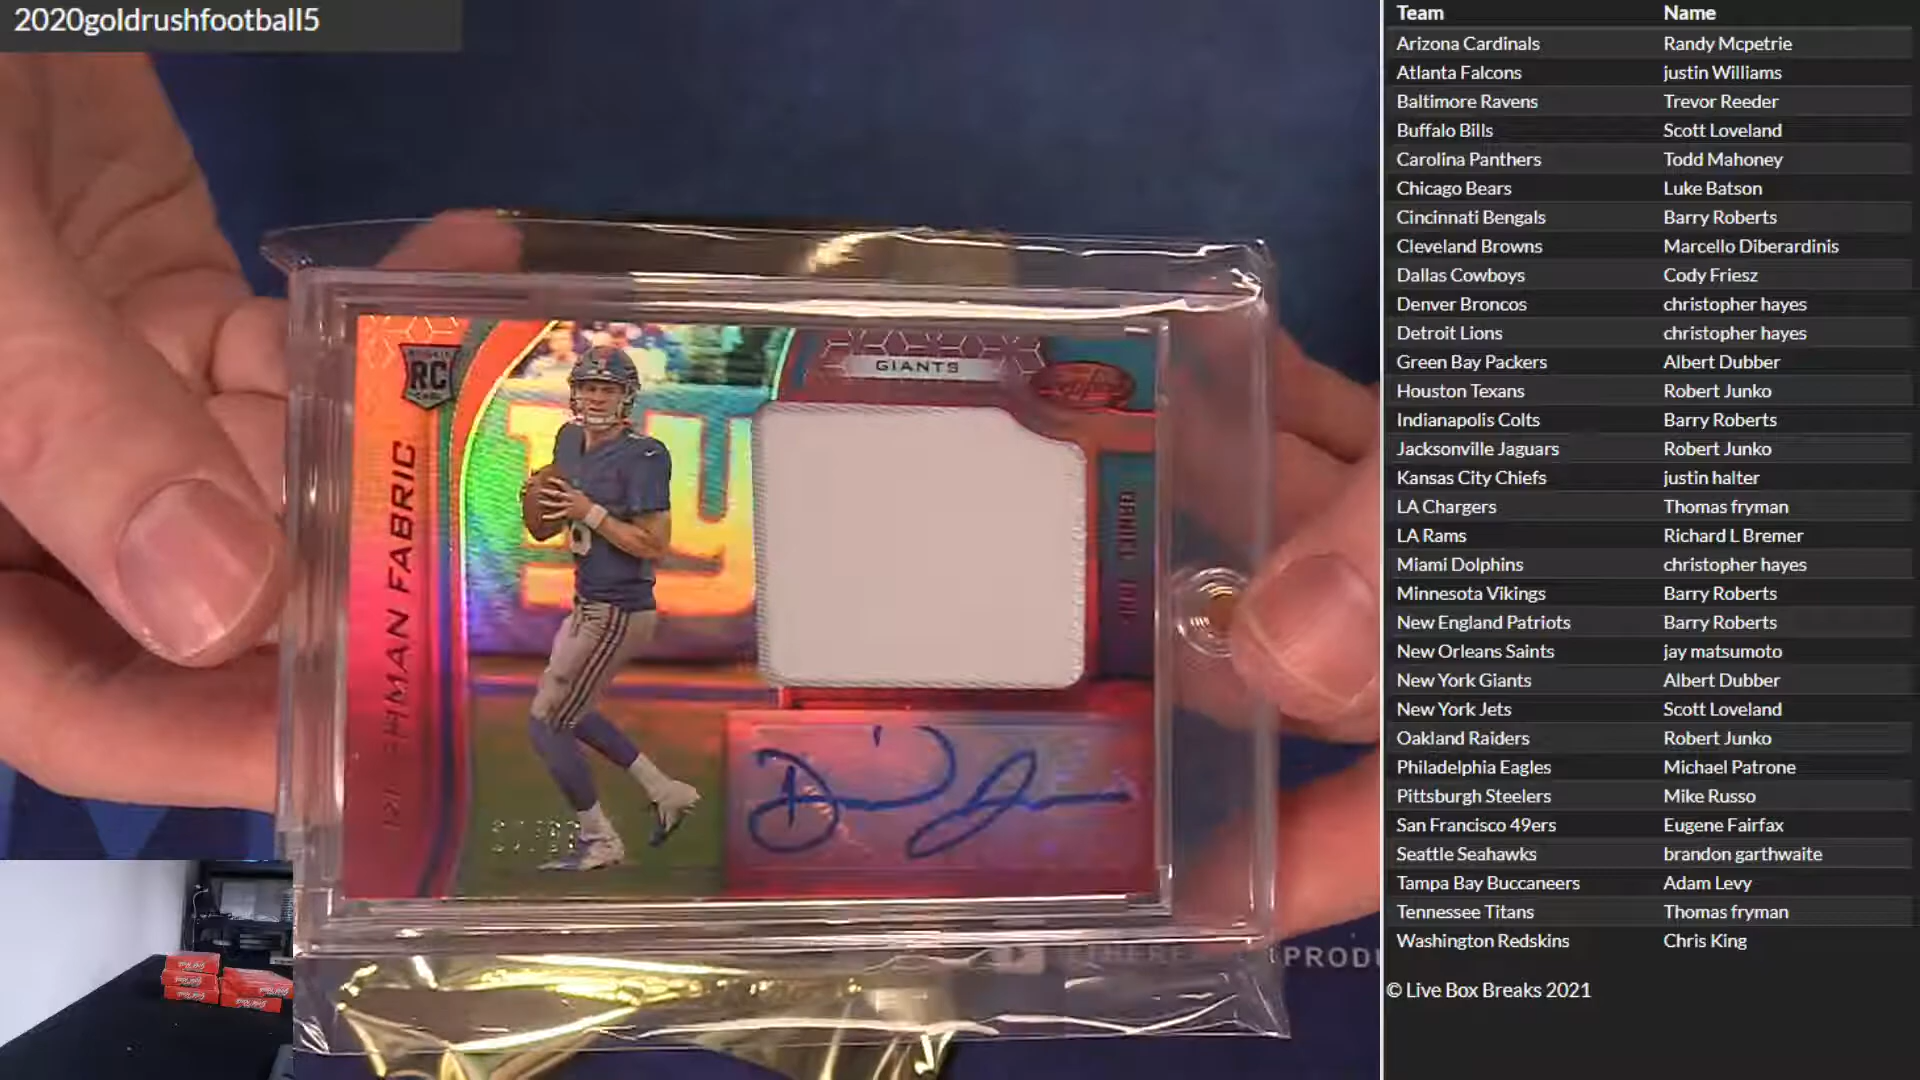 2020goldrushfootball5
RC
GIANTS
FABRIC
Team Name
Arizona Cardinals Randy Mcpetrie
Atlanta Falcons justin Williams
Baltimore Ravens Trevor Reeder
Buffalo Bills Scott Loveland
Carolina Panthers Todd Mahoney
Chicago Bears Luke Batson
Cincinnati Bengals Barry Roberts
Cleveland Browns Marcello Diberardinis
Dallas Cowboys Cody Friesz
Denver Broncos christopher hayes
Detroit Lions christopher hayes
Green Bay Packers Albert Dubber
Houston Texans Robert Junko
Indianapolis Colts Barry Roberts
Jacksonville Jaguars Robert Junko
Kansas City Chiefs justin halter
LA Chargers Thomas fryman
LA Rams Richard L Bremer
Miami Dolphins christopher hayes
Minnesota Vikings Barry Roberts
New England Patriots Barry Roberts
New Orleans Saints jay matsumoto
New York Giants Albert Dubber
New York Jets Scott Loveland
Oakland Raiders Robert Junko
Philadelphia Eagles Michael Patrone
Pittsburgh Steelers Mike Russo
San Francisco 49ers Eugene Fairfax
Seattle Seahawks brandon garthwaite
Tampa Bay Buccaneers Adam Levy
Tennessee Titans Thomas fryman
Washington Redskins Chris King
© Live Box Breaks 2021